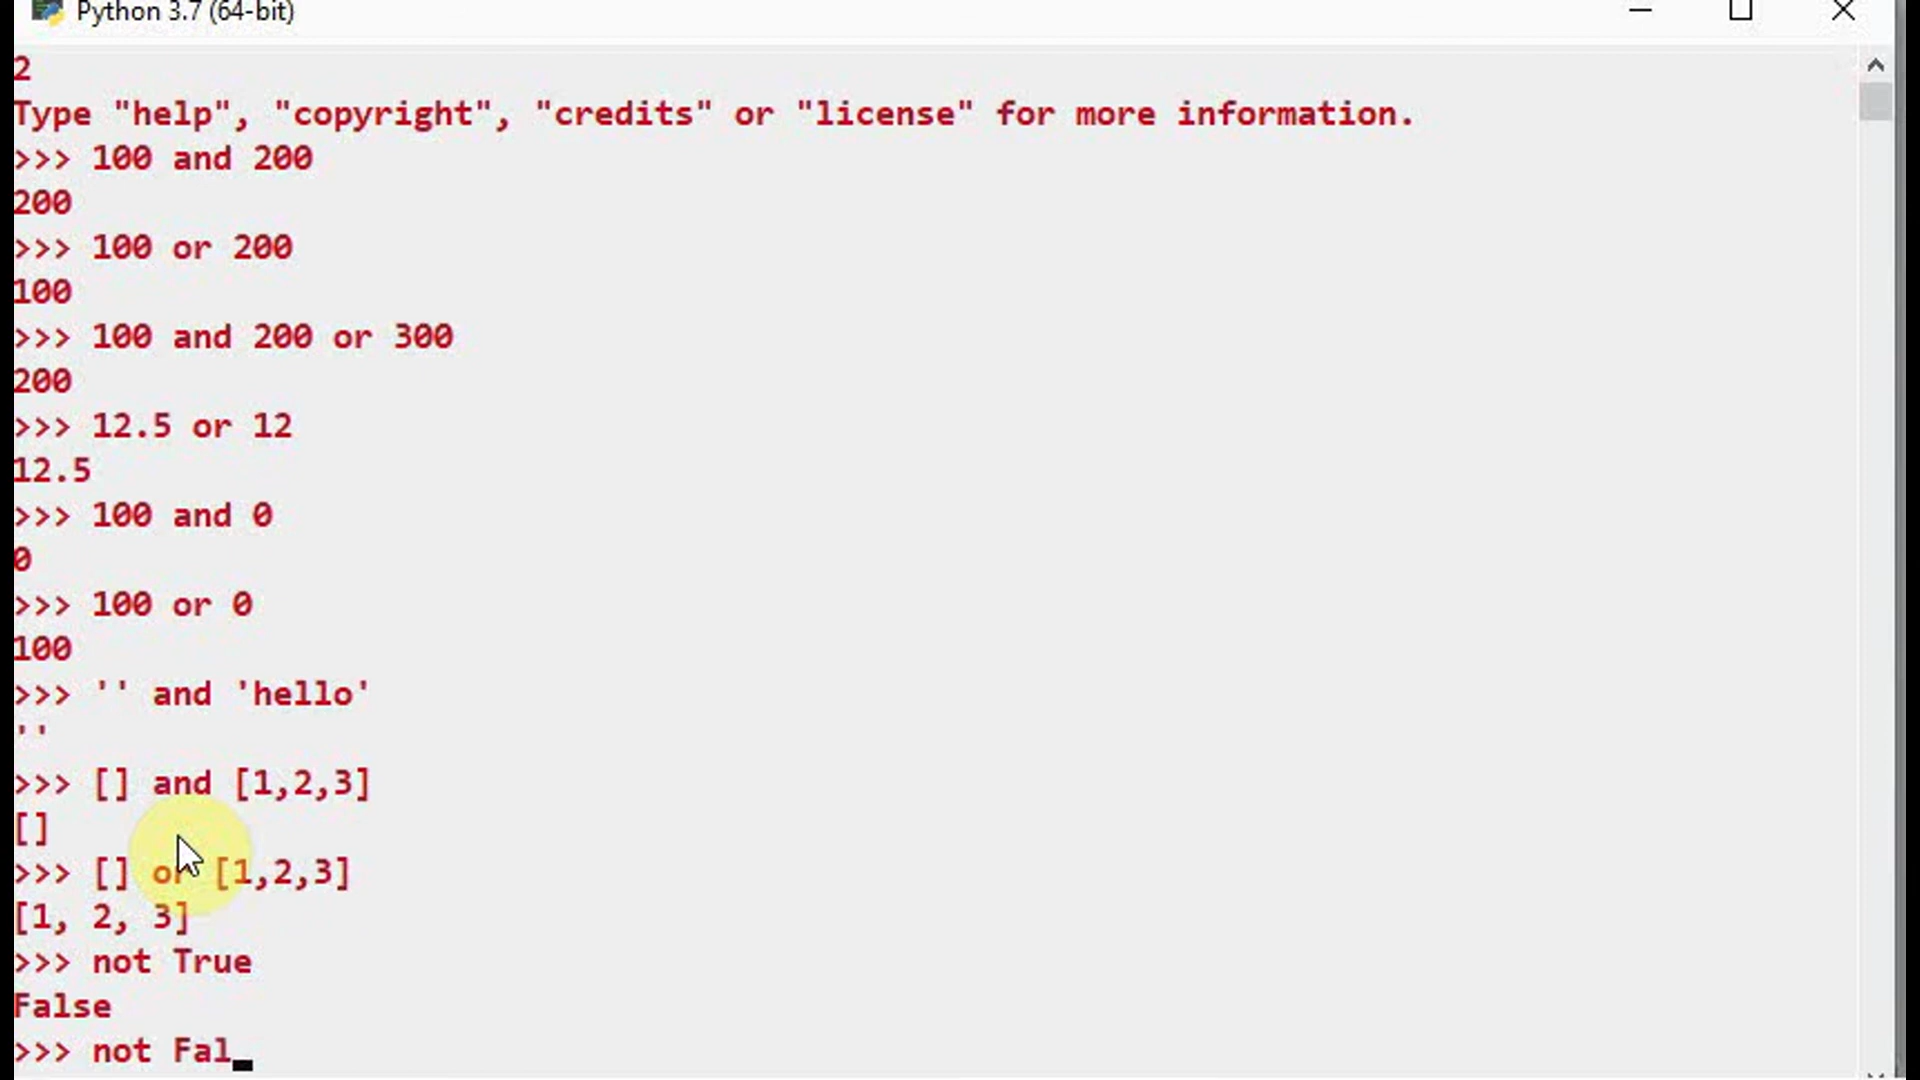 Python 3.7 (64-bit)
2
Type "help", "copyright", "credits" or "license" for more information.
>>> 100 and 200
200
>>> 100 or 200
100
>>> 100 and 200 or 300
200
>>> 12.5 or 12
12.5
>>> 100 and 0
0
>>> 100 or 0
100
>>> '' and 'hello'
''
>>> [] and [1,2,3]
[]
>>> [] or [1,2,3]
[1, 2, 3]
>>> not True
False
>>> not Fal